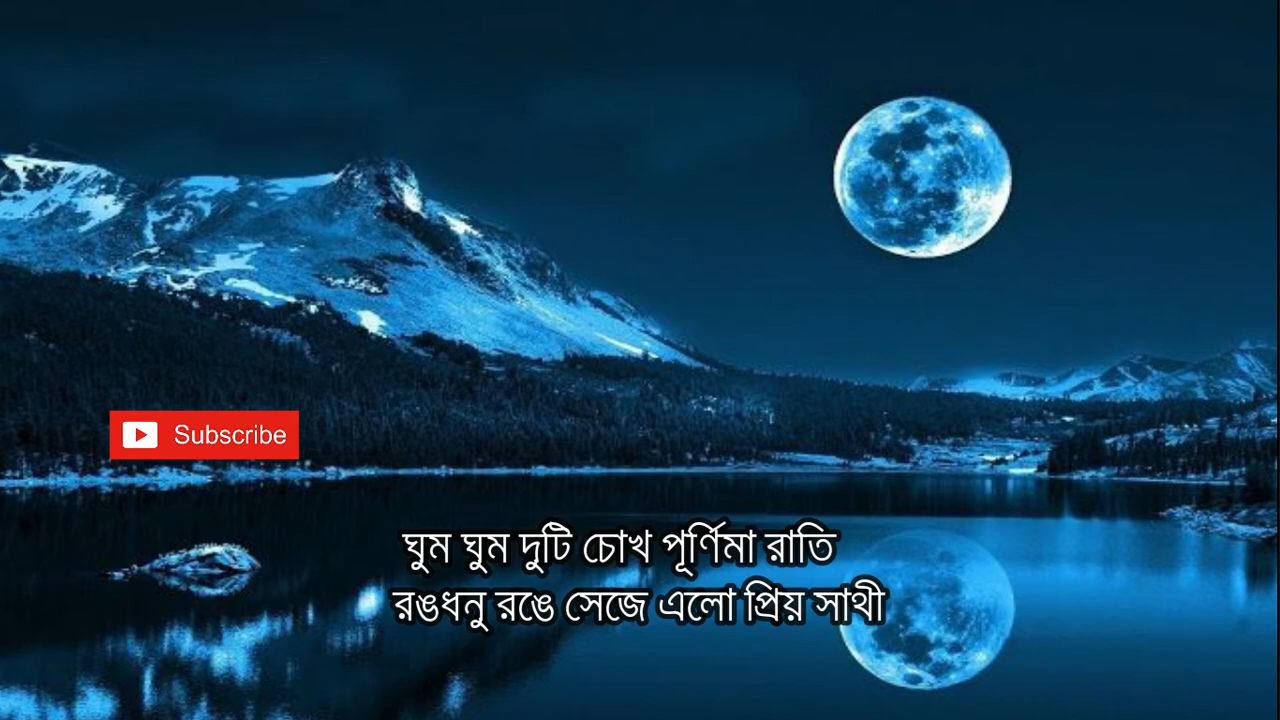 Subscribe
ঘুম ঘুম দুটি চোখ পূর্ণিমা রাতি
রঙধনু রঙে সেজে এলো প্রিয় সাথী